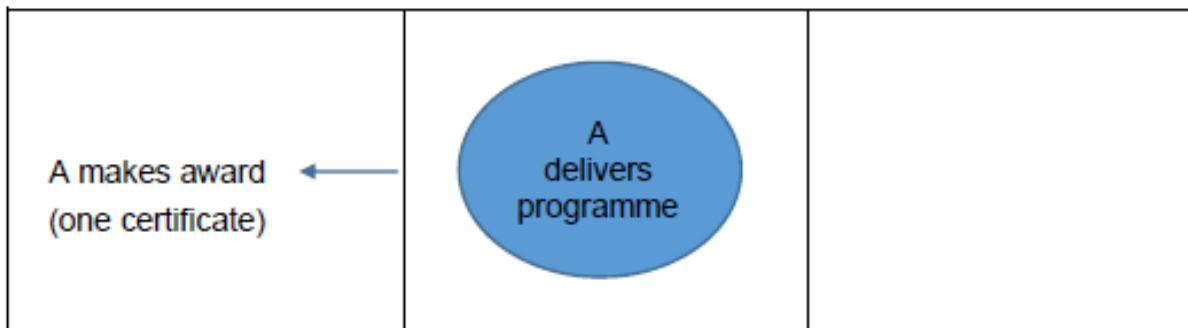 A makes award
(one certificate)
A
delivers
programme